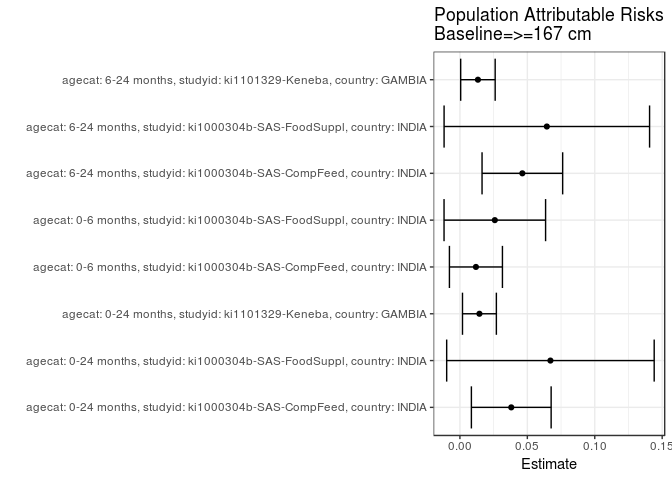 Population Attributable Risks
Baseline=>=167 cm
agecat: 6-24 months, studyid: ki1101329-Keneba, country: GAMBIA
agecat: 6-24 months, studyid: ki1000304b-SAS-FoodSuppl, country: INDIA
agecat: 6-24 months, studyid: ki1000304b-SAS-CompFeed, country: INDIA
agecat: 0-6 months, studyid: ki1000304b-SAS-FoodSuppl, country: INDIA
agecat: 0-6 months, studyid: ki1000304b-SAS-CompFeed, country: INDIA
agecat: 0-24 months, studyid: ki1101329-Keneba, country: GAMBIA
agecat: 0-24 months, studyid: ki1000304b-SAS-FoodSuppl, country: INDIA
agecat: 0-24 months, studyid: ki1000304b-SAS-CompFeed, country: INDIA
0.00 0.05 0.10 0.15
Estimate